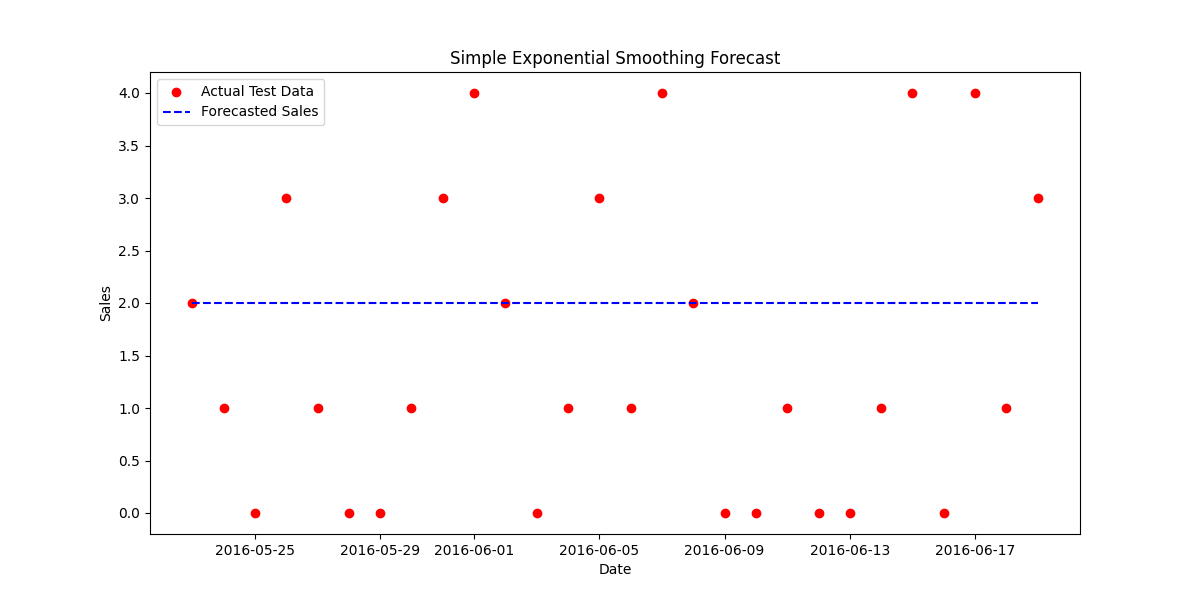 Simple Exponential Smoothing Forecast
Actual Test Data
Forecasted Sales
4.0
3.5
3.0
2.5
2.0
1.5
1.0
0.5
0.0
Sales
2016-05-25 2016-05-29 2016-06-01 2016-06-05 2016-06-09 2016-06-13 2016-06-17
Date